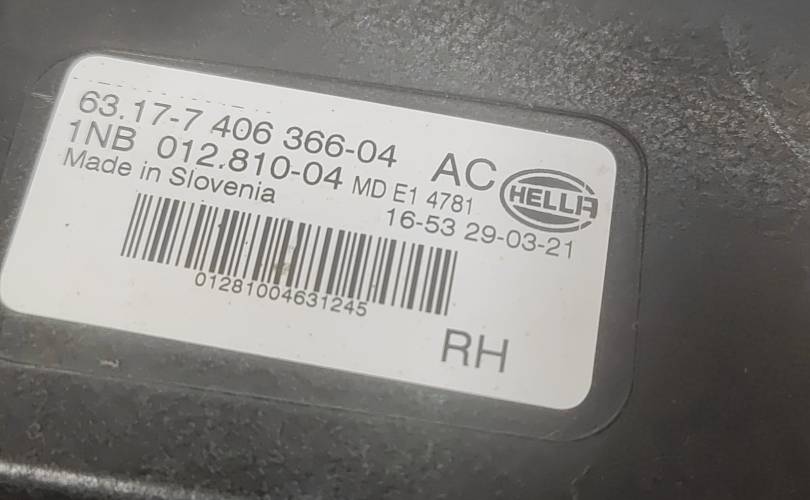 63.17-7 406 366-04 AC
1NB 012.810-04 MD E1 4781
HELLA
Made in Slovenia 16-53 29-03-21
01281004631245
RH